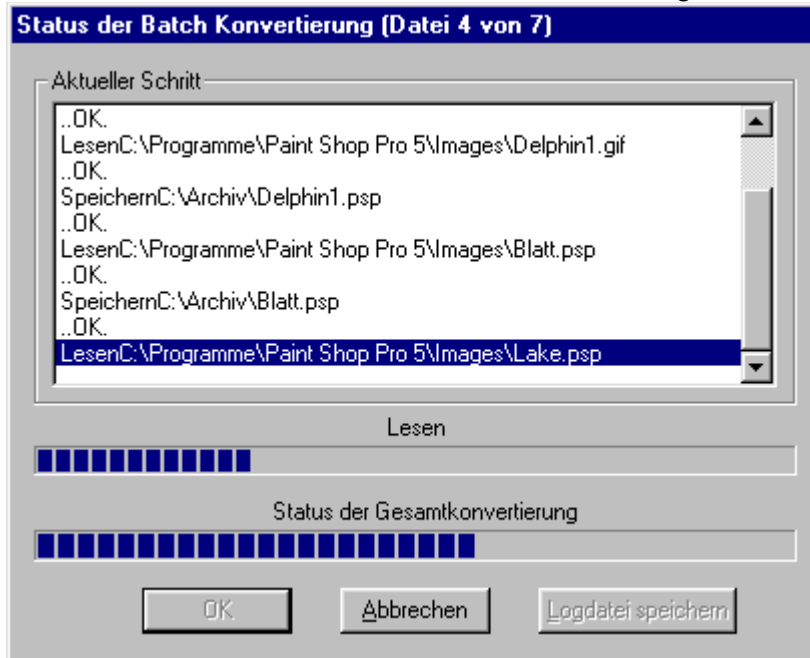 Status der Batch Konvertierung (Datei 4 von 7)
Aktueller Schritt
..OK.
LesenC:\Programme\Paint Shop Pro 5\Images\Delphin1.gif
..OK.
SpeichernC:\Archiv\Delphin1.psp
..OK.
LesenC:\Programme\Paint Shop Pro 5\Images\Blatt.psp
..OK.
SpeichernC:\Archiv\Blatt.psp
..OK.
LesenC:\Programme\Paint Shop Pro 5\Images\Lake.psp
Lesen
Status der Gesamtkonvertierung
OK Abbrechen Logdatei speichern